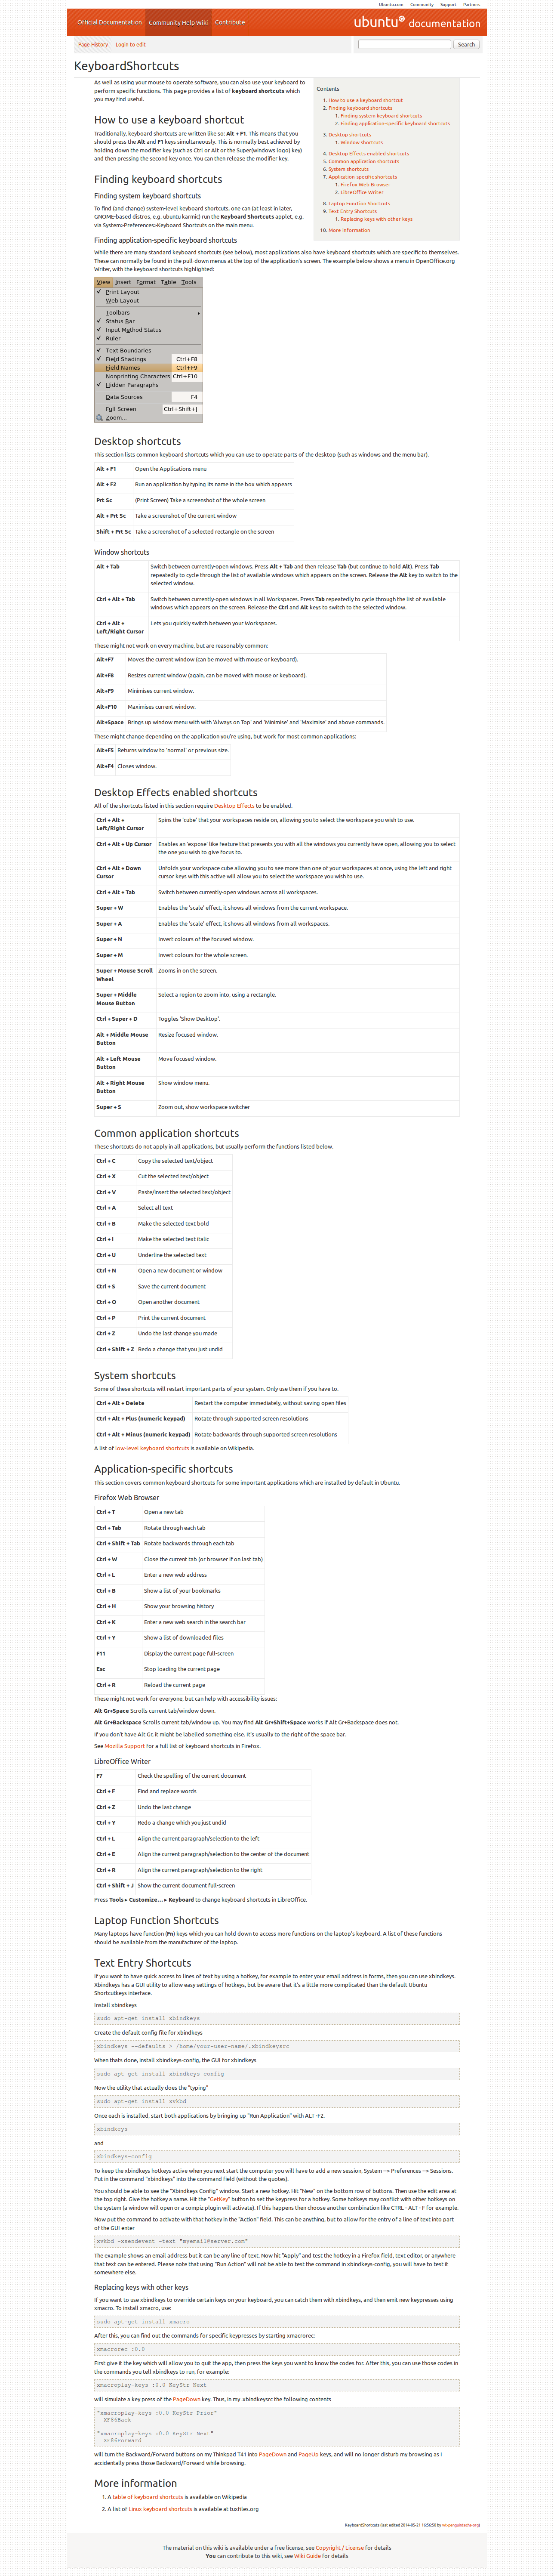 Ubuntu.com Community Support Partners
Official Documentation Community Help Wiki Contribute
ubuntu® documentation
Page History Login to edit
Search
KeyboardShortcuts
As well as using your mouse to operate software, you can also use your keyboard to
perform specific functions. This page provides a list of keyboard shortcuts which
you may find useful.
Contents
1. How to use a keyboard shortcut
2. Finding keyboard shortcuts
1. Finding system keyboard shortcuts
2. Finding application-specific keyboard shortcuts
3. Desktop shortcuts
1. Window shortcuts
4. Desktop Effects enabled shortcuts
5. Common application shortcuts
6. System shortcuts
7. Application-specific shortcuts
1. Firefox Web Browser
2. LibreOffice Writer
8. Laptop Function Shortcuts
9. Text Entry Shortcuts
1. Replacing keys with other keys
10. More information
How to use a keyboard shortcut
Traditionally, keyboard shortcuts are written like so: Alt + F1. This means that you
should press the Alt and F1 keys simultaneously. This is normally best achieved by
holding down the modifier key (such as Ctrl or Alt or the Super(windows logo) key)
and then pressing the second key once. You can then release the modifier key.
Finding keyboard shortcuts
Finding system keyboard shortcuts
To find (and change) system-level keyboard shortcuts, one can (at least in later,
GNOME-based distros, e.g. ubuntu karmic) run the Keyboard Shortcuts applet, e.g.
via System>Preferences>Keyboard Shortcuts on the main menu.
Finding application-specific keyboard shortcuts
While there are many standard keyboard shortcuts (see below), most applications also have keyboard shortcuts which are specific to themselves.
These can normally be found in the pull-down menus at the top of the application's screen. The example below shows a menu in OpenOffice.org
Writer, with the keyboard shortcuts highlighted:
View Insert Format Table Tools
✓ Print Layout
Web Layout
Toolbars
✓ Status Bar
✓ Input Method Status
✓ Ruler
✓ Text Boundaries
✓ Field Shadings Ctrl+F8
Field Names Ctrl+F9
Nonprinting Characters Ctrl+F10
✓ Hidden Paragraphs
Data Sources F4
Full Screen Ctrl+Shift+J
Zoom...
Desktop shortcuts
This section lists common keyboard shortcuts which you can use to operate parts of the desktop (such as windows and the menu bar).
Alt + F1 Open the Applications menu
Alt + F2 Run an application by typing its name in the box which appears
Prt Sc (Print Screen) Take a screenshot of the whole screen
Alt + Prt Sc Take a screenshot of the current window
Shift + Prt Sc Take a screenshot of a selected rectangle on the screen
Window shortcuts
Alt + Tab Switch between currently-open windows. Press Alt + Tab and then release Tab (but continue to hold Alt). Press Tab
repeatedly to cycle through the list of available windows which appears on the screen. Release the Alt key to switch to the
selected window.
Ctrl + Alt + Tab Switch between currently-open windows in all Workspaces. Press Tab repeatedly to cycle through the list of available
windows which appears on the screen. Release the Ctrl and Alt keys to switch to the selected window.
Ctrl + Alt + Lets you quickly switch between your Workspaces.
Left/Right Cursor
These might not work on every machine, but are reasonably common:
Alt+F7 Moves the current window (can be moved with mouse or keyboard).
Alt+F8 Resizes current window (again, can be moved with mouse or keyboard).
Alt+F9 Minimises current window.
Alt+F10 Maximises current window.
Alt+Space Brings up window menu with with 'Always on Top' and 'Minimise' and 'Maximise' and above commands.
These might change depending on the application you're using, but work for most common applications:
Alt+F5 Returns window to 'normal' or previous size.
Alt+F4 Closes window.
Desktop Effects enabled shortcuts
All of the shortcuts listed in this section require Desktop Effects to be enabled.
Ctrl + Alt + Spins the 'cube' that your workspaces reside on, allowing you to select the workspace you wish to use.
Left/Right Cursor
Ctrl + Alt + Up Cursor Enables an 'expose' like feature that presents you with all the windows you currently have open, allowing you to select
the one you wish to give focus to.
Ctrl + Alt + Down Unfolds your workspace cube allowing you to see more than one of your workspaces at once, using the left and right
Cursor cursor keys with this active will allow you to select the workspace you wish to use.
Ctrl + Alt + Tab Switch between currently-open windows across all workspaces.
Super + W Enables the 'scale' effect, it shows all windows from the current workspace.
Super + A Enables the 'scale' effect, it shows all windows from all workspaces.
Super + N Invert colours of the focused window.
Super + M Invert colours for the whole screen.
Super + Mouse Scroll Zooms in on the screen.
Wheel
Super + Middle Select a region to zoom into, using a rectangle.
Mouse Button
Ctrl + Super + D Toggles 'Show Desktop'.
Alt + Middle Mouse Resize focused window.
Button
Alt + Left Mouse Move focused window.
Button
Alt + Right Mouse Show window menu.
Button
Super + S Zoom out, show workspace switcher
Common application shortcuts
These shortcuts do not apply in all applications, but usually perform the functions listed below.
Ctrl + C Copy the selected text/object
Ctrl + X Cut the selected text/object
Ctrl + V Paste/insert the selected text/object
Ctrl + A Select all text
Ctrl + B Make the selected text bold
Ctrl + I Make the selected text italic
Ctrl + U Underline the selected text
Ctrl + N Open a new document or window
Ctrl + S Save the current document
Ctrl + O Open another document
Ctrl + P Print the current document
Ctrl + Z Undo the last change you made
Ctrl + Shift + Z Redo a change that you just undid
System shortcuts
Some of these shortcuts will restart important parts of your system. Only use them if you have to.
Ctrl + Alt + Delete Restart the computer immediately, without saving open files
Ctrl + Alt + Plus (numeric keypad) Rotate through supported screen resolutions
Ctrl + Alt + Minus (numeric keypad) Rotate backwards through supported screen resolutions
A list of low-level keyboard shortcuts is available on Wikipedia.
Application-specific shortcuts
This section covers common keyboard shortcuts for some important applications which are installed by default in Ubuntu.
Firefox Web Browser
Ctrl + T Open a new tab
Ctrl + Tab Rotate through each tab
Ctrl + Shift + Tab Rotate backwards through each tab
Ctrl + W Close the current tab (or browser if on last tab)
Ctrl + L Enter a new web address
Ctrl + B Show a list of your bookmarks
Ctrl + H Show your browsing history
Ctrl + K Enter a new web search in the search bar
Ctrl + Y Show a list of downloaded files
F11 Display the current page full-screen
Esc Stop loading the current page
Ctrl + R Reload the current page
These might not work for everyone, but can help with accessibility issues:
Alt Gr+Space Scrolls current tab/window down.
Alt Gr+Backspace Scrolls current tab/window up. You may find Alt Gr+Shift+Space works if Alt Gr+Backspace does not.
If you don't have Alt Gr, it might be labelled something else. It's usually to the right of the space bar.
See Mozilla Support for a full list of keyboard shortcuts in Firefox.
LibreOffice Writer
F7 Check the spelling of the current document
Ctrl + F Find and replace words
Ctrl + Z Undo the last change
Ctrl + Y Redo a change which you just undid
Ctrl + L Align the current paragraph/selection to the left
Ctrl + E Align the current paragraph/selection to the center of the document
Ctrl + R Align the current paragraph/selection to the right
Ctrl + Shift + J Show the current document full-screen
Press Tools ▸ Customize... ▸ Keyboard to change keyboard shortcuts in LibreOffice.
Laptop Function Shortcuts
Many laptops have function (Fn) keys which you can hold down to access more functions on the laptop's keyboard. A list of these functions
should be available from the manufacturer of the laptop.
Text Entry Shortcuts
If you want to have quick access to lines of text by using a hotkey, for example to enter your email address in forms, then you can use xbindkeys.
Xbindkeys has a GUI utility to allow easy settings of hotkeys, but be aware that it's a little more complicated than the default Ubuntu
Shortcutkeys interface.
Install xbindkeys
sudo apt-get install xbindkeys
Create the default config file for xbindkeys
xbindkeys --defaults > /home/your-user-name/.xbindkeysrc
When thats done, install xbindkeys-config, the GUI for xbindkeys
sudo apt-get install xbindkeys-config
Now the utility that actually does the "typing"
sudo apt-get install xvkbd
Once each is installed, start both applications by bringing up "Run Application" with ALT -F2.
xbindkeys
and
xbindkeys-config
To keep the xbindkeys hotkeys active when you next start the computer you will have to add a new session, System --> Preferences --> Sessions.
Put in the command "xbindkeys" into the command field (without the quotes).
You should be able to see the "Xbindkeys Config" window. Start a new hotkey. Hit "New" on the bottom row of buttons. Then use the edit area at
the top right. Give the hotkey a name. Hit the "GetKey" button to set the keypress for a hotkey. Some hotkeys may conflict with other hotkeys on
the system (a window will open or a compiz plugin will activate). If this happens then choose another combination like CTRL - ALT - F for example.
Now put the command to activate with that hotkey in the "Action" field. This can be anything, but to allow for the entry of a line of text into part
of the GUI enter
xvkbd -xsendevent -text "myemail@server.com"
The example shows an email address but it can be any line of text. Now hit "Apply" and test the hotkey in a Firefox field, text editor, or anywhere
that text can be entered. Please note that using "Run Action" will not be able to test the command in xbindkeys-config, you will have to test it
somewhere else.
Replacing keys with other keys
If you want to use xbindkeys to override certain keys on your keyboard, you can catch them with xbindkeys, and then emit new keypresses using
xmacro. To install xmacro, use:
sudo apt-get install xmacro
After this, you can find out the commands for specific keypresses by starting xmacrorec:
xmacrorec :0.0
First give it the key which will allow you to quit the app, then press the keys you want to know the codes for. After this, you can use those codes in
the commands you tell xbindkeys to run, for example:
xmacroplay-keys :0.0 KeyStr Next
will simulate a key press of the PageDown key. Thus, in my .xbindkeysrc the following contents
"xmacroplay-keys :0.0 KeyStr Prior"
XF86Back
"xmacroplay-keys :0.0 KeyStr Next"
XF86Forward
will turn the Backward/Forward buttons on my Thinkpad T41 into PageDown and PageUp keys, and will no longer disturb my browsing as I
accidentally press those Backward/Forward while browsing.
More information
1. A table of keyboard shortcuts is available on Wikipedia
2. A list of Linux keyboard shortcuts is available at tuxfiles.org
The material on this wiki is available under a free license, see Copyright / License for details
You can contribute to this wiki, see Wiki Guide for details